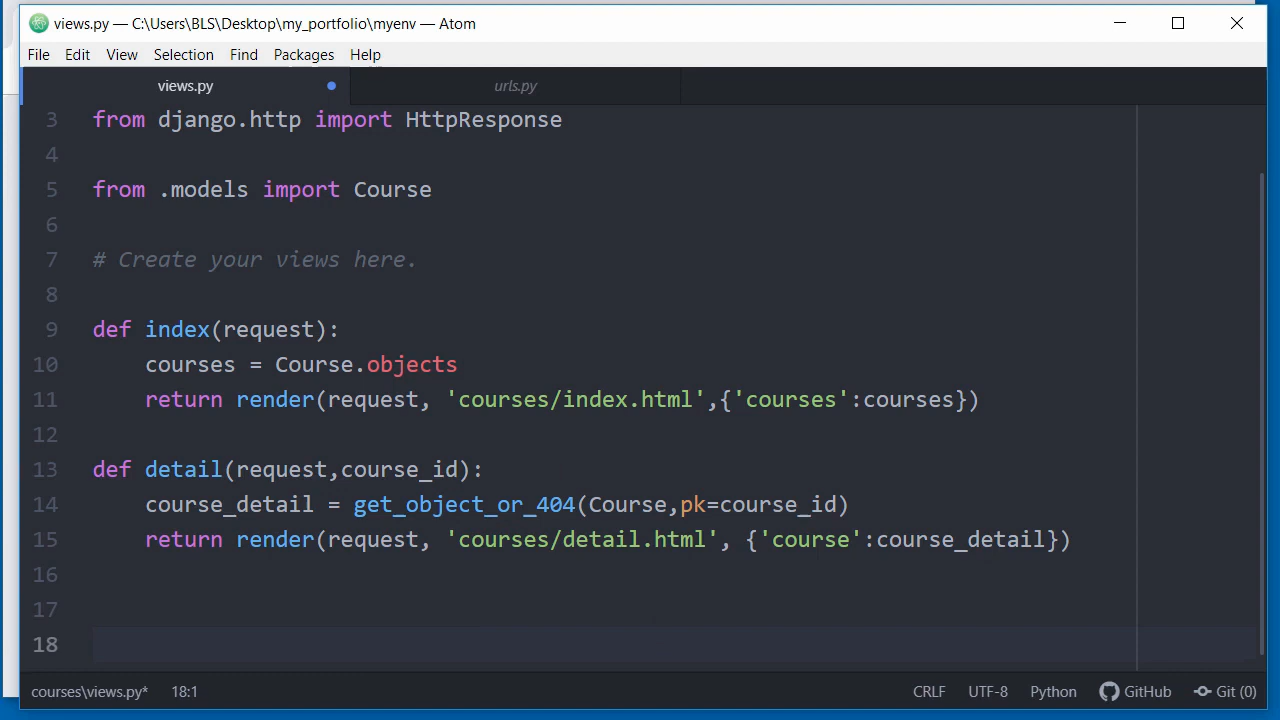 views.py — C:\Users\BLS\Desktop\my_portfolio\myenv — Atom
File Edit View Selection Find Packages Help
views.py urls.py
3 from django.http import HttpResponse
4
5 from .models import Course
6
7 # Create your views here.
8
9 def index(request):
10 courses = Course.objects
11 return render(request, 'courses/index.html',{'courses':courses})
12
13 def detail(request,course_id):
14 course_detail = get_object_or_404(Course,pk=course_id)
15 return render(request, 'courses/detail.html', {'course':course_detail})
16
17
18
courses\views.py* 18:1 CRLF UTF-8 Python GitHub Git (0)